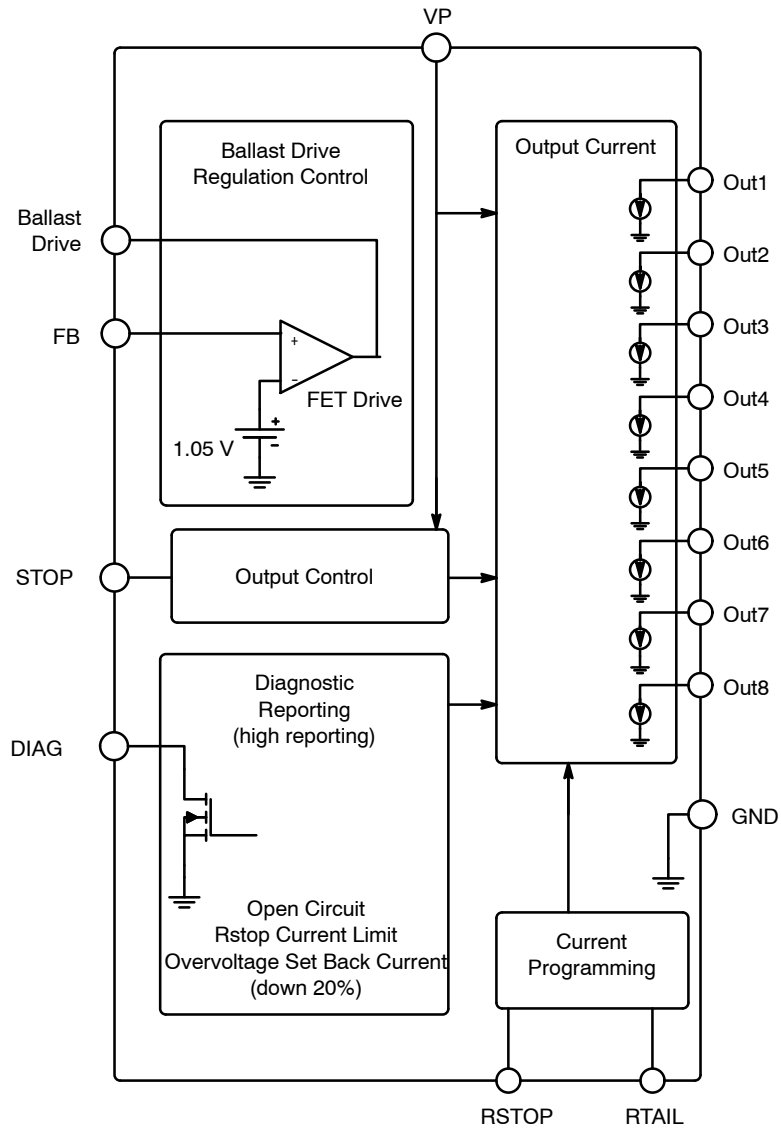 VP
Ballast Drive
Regulation Control
Output Current
Out1
Ballast
Drive
Out2
FB
Out3
+
−
FET Drive
Out4
+
1.05 V
−
Out5
Out6
STOP
Output Control
Out7
Diagnostic
Reporting
(high reporting)
Out8
DIAG
GND
Open Circuit
Rstop Current Limit
Overvoltage Set Back Current
(down 20%)
Current
Programming
RSTOP
RTAIL